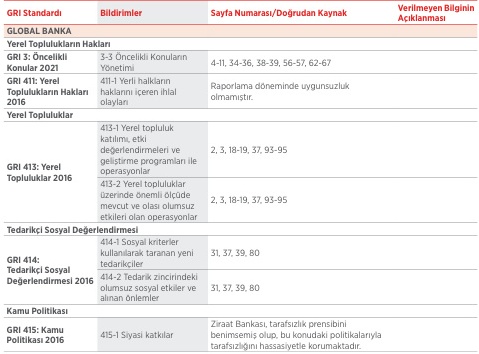 GRI Standardı Bildirimler Sayfa Numarası/Doğrudan Kaynak Verilmeyen Bilginin Açıklanması
GLOBAL BANKA
Yerel Toplulukların Hakları
GRI 3: Öncelikli
Konular 2021
3-3 Öncelikli Konuların
Yönetimi
4-11, 34-36, 38-39, 56-57, 62-67
GRI 411: Yerel
Toplulukların Hakları
2016
411-1 Yerli halkların
haklarını içeren ihlal
olayları
Raporlama döneminde uygunsuzluk
olmamıştır.
Yerel Topluluklar
GRI 413: Yerel
Topluluklar 2016
413-1 Yerel topluluk
katılımı, etki
değerlendirmeleri ve
geliştirme programları ile
operasyonlar
2, 3, 18-19, 37, 93-95
413-2 Yerel topluluklar
üzerinde önemli ölçüde
mevcut ve olası olumsuz
etkileri olan operasyonlar
2, 3, 18-19, 37, 93-95
Tedarikçi Sosyal Değerlendirmesi
GRI 414:
Tedarikçi Sosyal
Değerlendirmesi 2016
414-1 Sosyal kriterler
kullanılarak taranan yeni
tedarikçiler
31, 37, 39, 80
414-2 Tedarik zincirindeki
olumsuz sosyal etkiler ve
alınan önlemler
31, 37, 39, 80
Kamu Politikası
GRI 415: Kamu
Politikası 2016
415-1 Siyasi katkılar
Ziraat Bankası, tarafsızlık prensibini
benimsemiş olup, bu konudaki politikalarıyla
tarafsızlığını hassasiyetle korumaktadır.